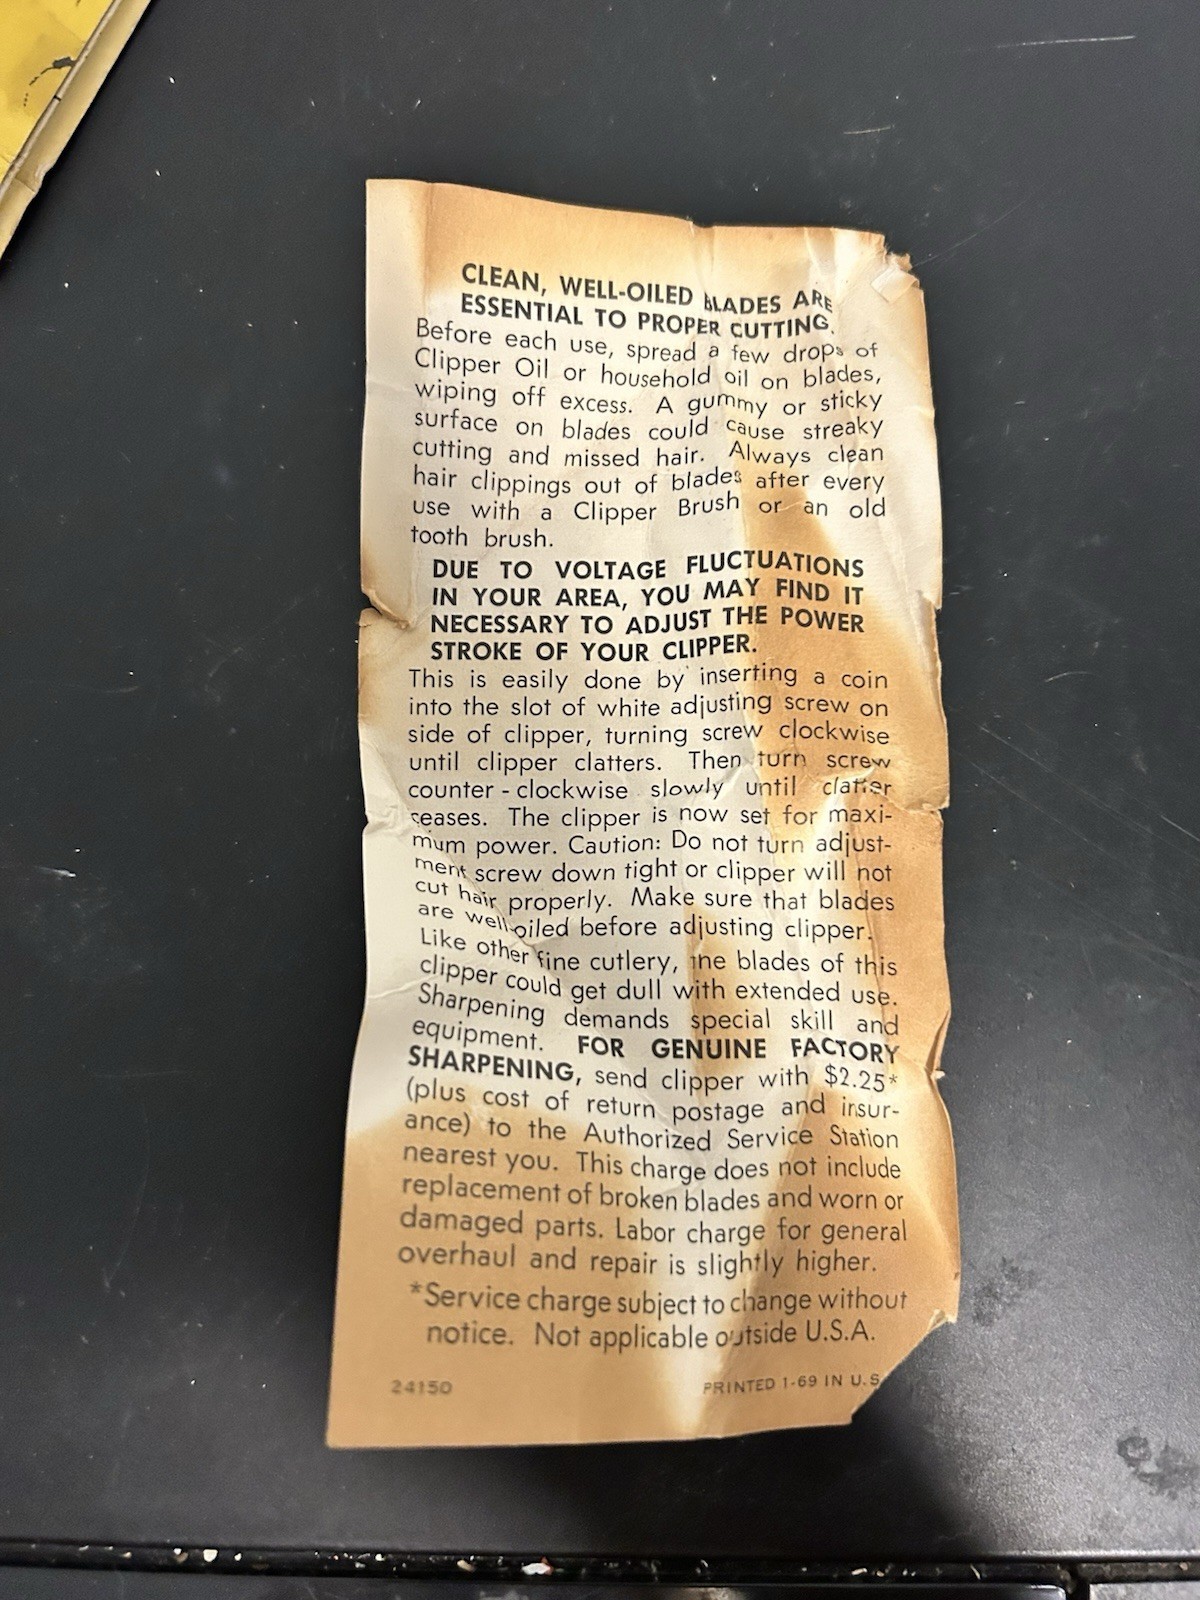 CLEAN, WELL-OILED BLADES ARE
ESSENTIAL TO PROPER CUTTING.
Before each use, spread a few drops of
Clipper Oil or household oil on blades,
wiping off excess. A gummy or sticky
surface on blades could cause streaky
cutting and missed hair. Always clean
hair clippings out of blades after every
use with a Clipper Brush or an old
tooth brush.
DUE TO VOLTAGE FLUCTUATIONS
IN YOUR AREA, YOU MAY FIND IT
NECESSARY TO ADJUST THE POWER
STROKE OF YOUR CLIPPER.
This is easily done by inserting a coin
into the slot of white adjusting screw on
side of clipper, turning screw clockwise
until clipper clatters. Then turn screw
counter-clockwise slowly until clatter
ceases. The clipper is now set for maxi-
mum power. Caution: Do not turn adjust-
ment screw down tight or clipper will not
cut hair properly. Make sure that blades
are well oiled before adjusting clipper.
Like other fine cutlery, the blades of this
clipper could get dull with extended use.
Sharpening demands special skill and
equipment. FOR GENUINE FACTORY
SHARPENING, send clipper with $2.25*
(plus cost of return postage and insur-
ance) to the Authorized Service Station
nearest you. This charge does not include
replacement of broken blades and worn or
damaged parts. Labor charge for general
overhaul and repair is slightly higher.
*Service charge subject to change without
notice. Not applicable outside U.S.A.
24150 PRINTED 1-69 IN U.S.